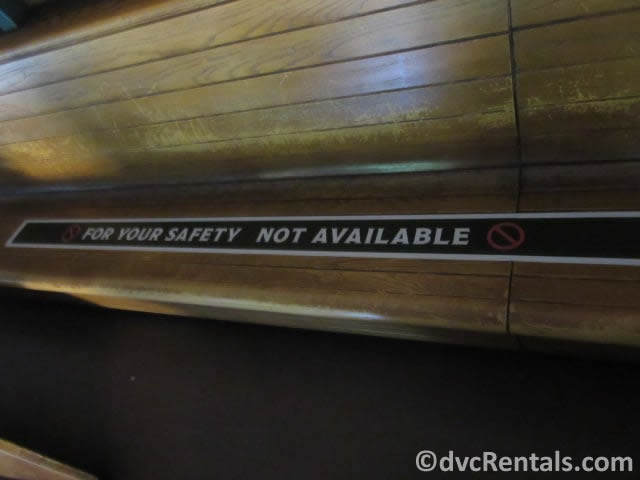 FOR YOUR SAFETY NOT AVAILABLE
©dvcRentals.com